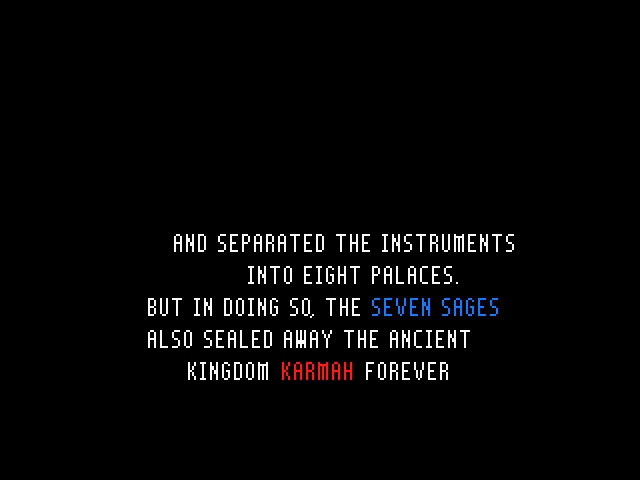 AND SEPARATED THE INSTRUMENTS
INTO EIGHT PALACES.
BUT IN DOING SO, THE SEVEN SAGES
ALSO SEALED AWAY THE ANCIENT
KINGDOM KARMAH FOREVER